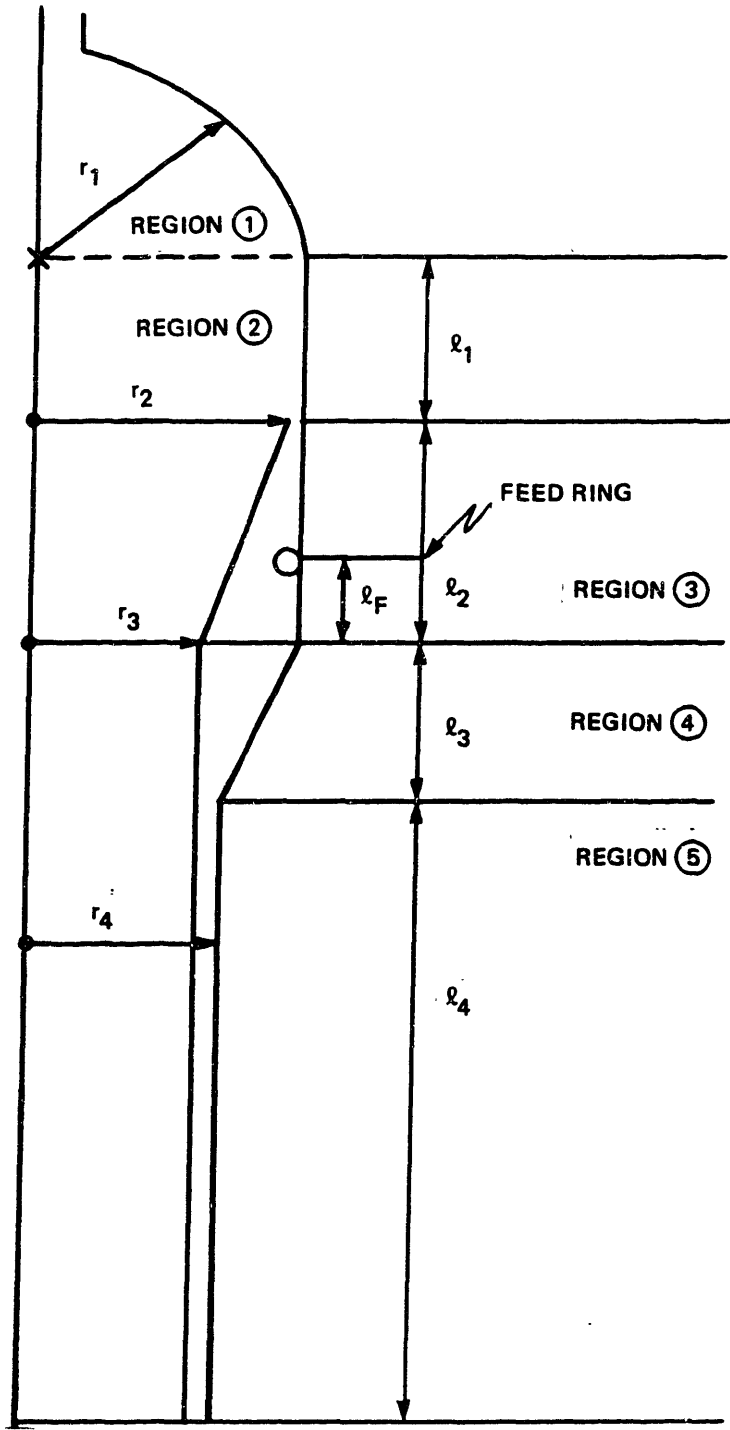 r1
REGION 1
REGION 2
ℓ1
r2
FEED RING
ℓF
ℓ2
REGION 3
r3
ℓ3
REGION 4
REGION 5
r4
ℓ4